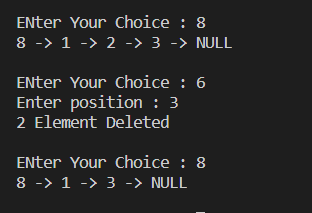 ENter Your Choice : 8
8 -> 1 -> 2 -> 3 -> NULL
ENter Your Choice : 6
Enter position : 3
2 Element Deleted
ENter Your Choice : 8
8 -> 1 -> 3 -> NULL